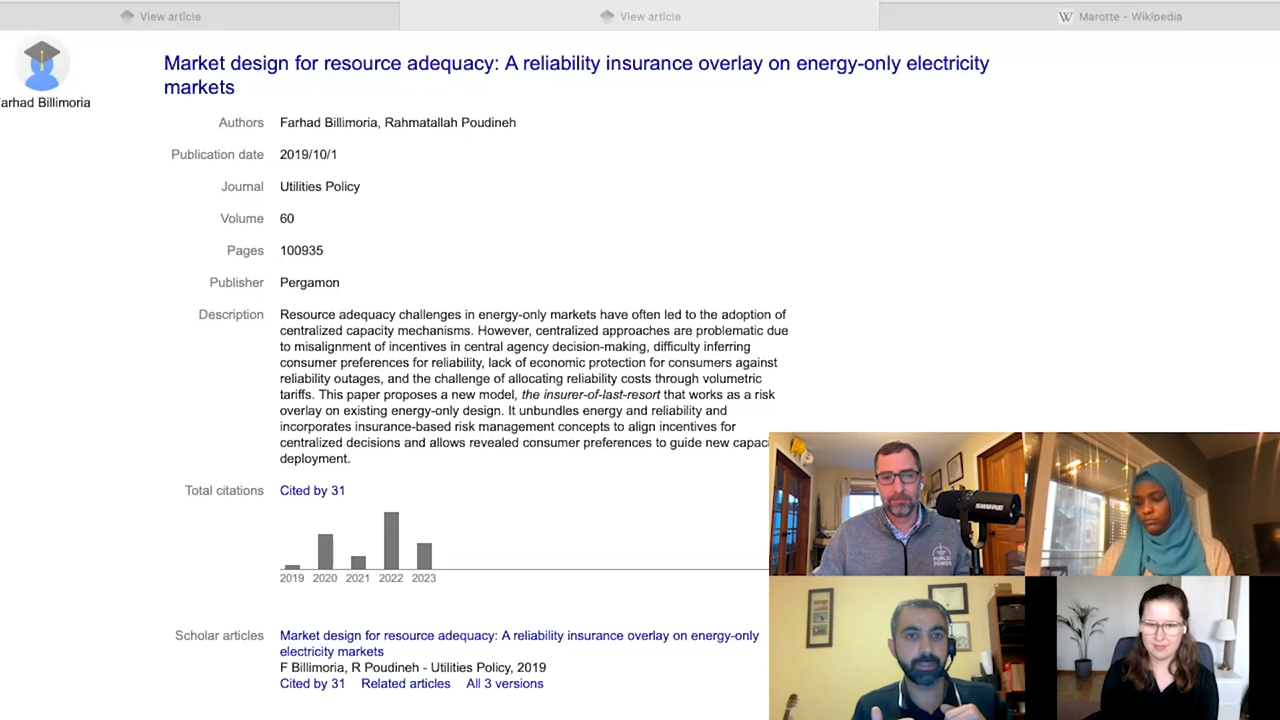 View article
View article
Marotte - Wikipedia
Market design for resource adequacy: A reliability insurance overlay on energy-only electricity
markets
arhad Billimoria
Authors Farhad Billimoria, Rahmatallah Poudineh
Publication date 2019/10/1
Journal Utilities Policy
Volume 60
Pages 100935
Publisher Pergamon
Description Resource adequacy challenges in energy-only markets have often led to the adoption of
centralized capacity mechanisms. However, centralized approaches are problematic due
to misalignment of incentives in central agency decision-making, difficulty inferring
consumer preferences for reliability, lack of economic protection for consumers against
reliability outages, and the challenge of allocating reliability costs through volumetric
tariffs. This paper proposes a new model, the insurer-of-last-resort that works as a risk
overlay on existing energy-only design. It unbundles energy and reliability and
incorporates insurance-based risk management concepts to align incentives for
centralized decisions and allows revealed consumer preferences to guide new capac
deployment.
Total citations Cited by 31
2019 2020 2021 2022 2023
Scholar articles Market design for resource adequacy: A reliability insurance overlay on energy-only
electricity markets
F Billimoria, R Poudineh - Utilities Policy, 2019
Cited by 31 Related articles All 3 versions
SHURE
PUBLIC
POWER